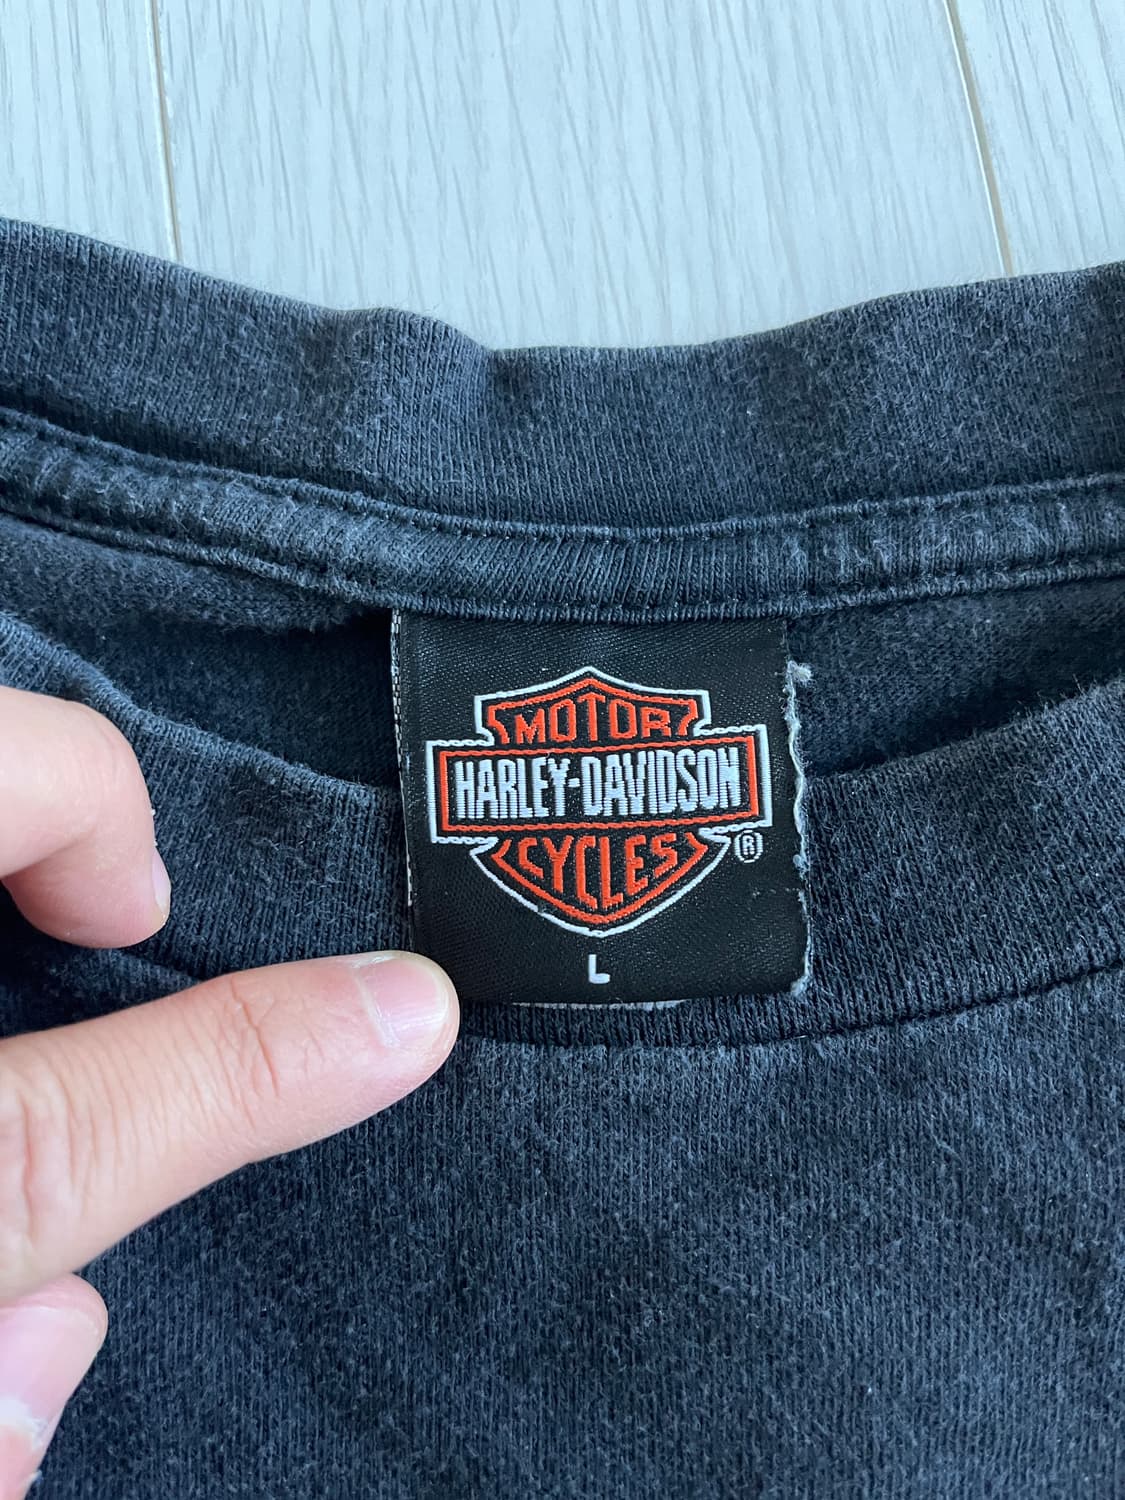 MOTOR
HARLEY-DAVIDSON
CYCLES
®
L